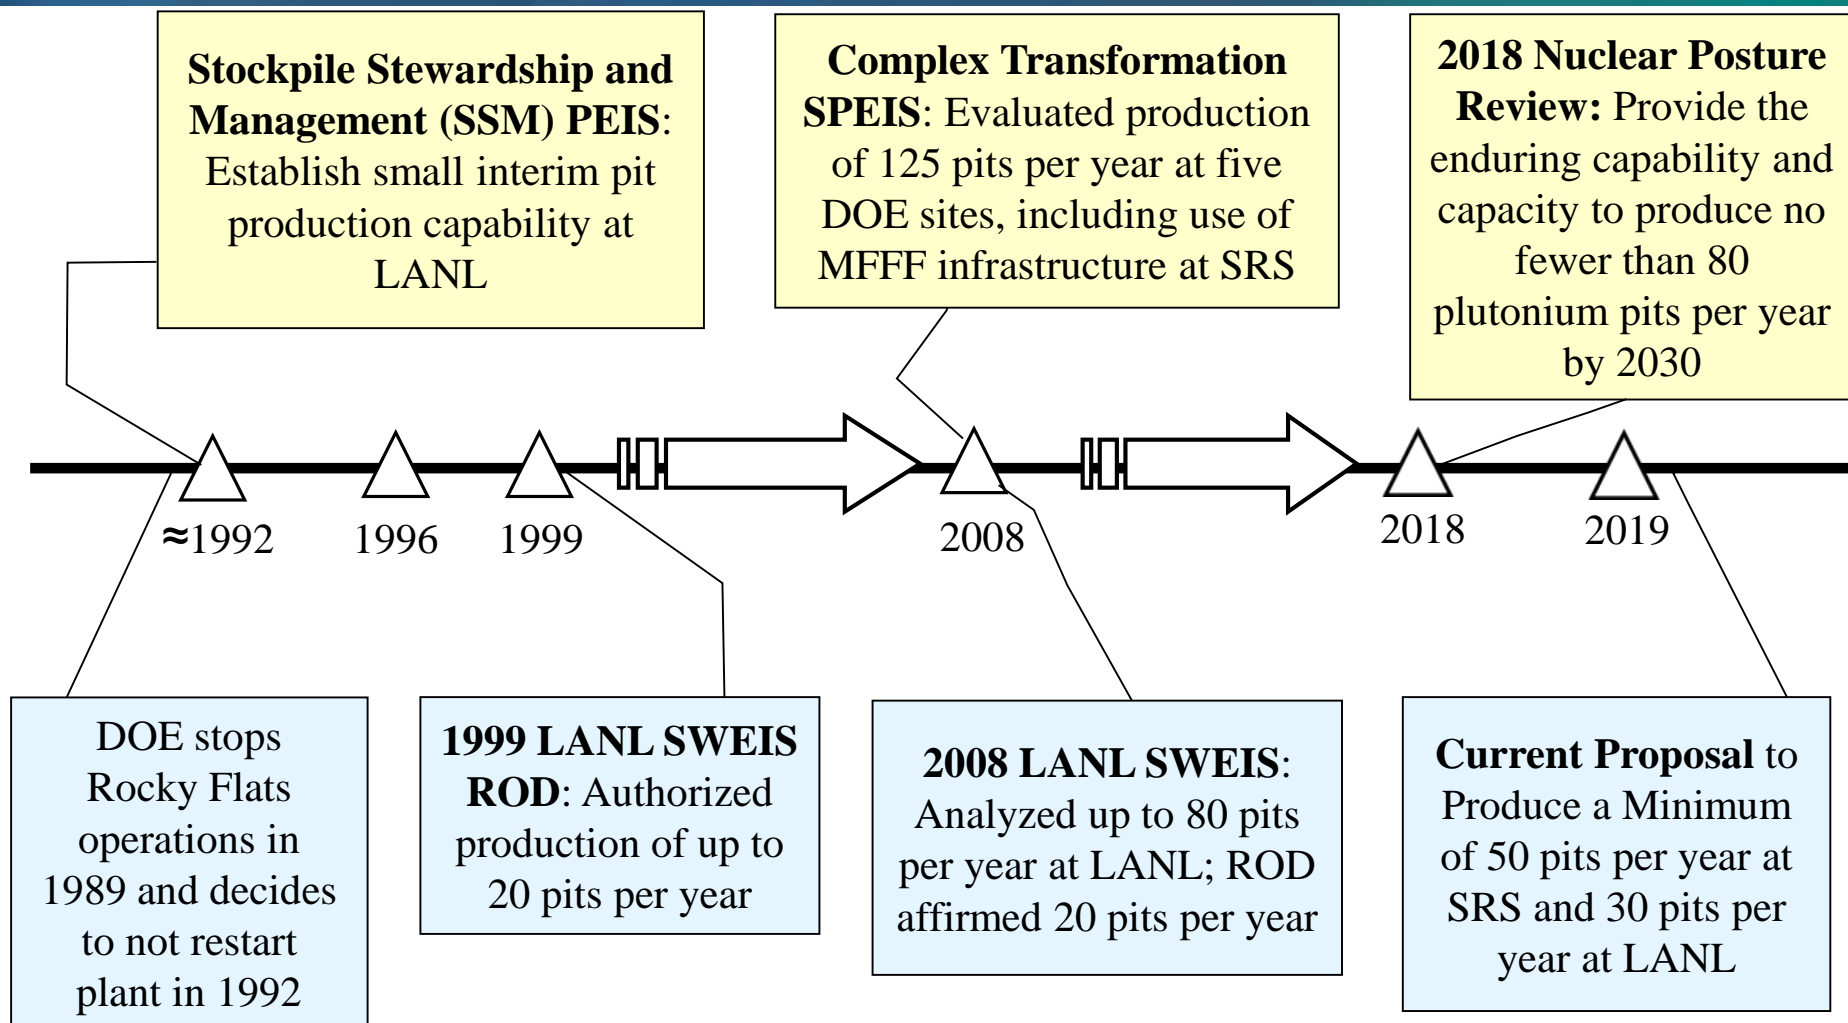 Stockpile Stewardship and
Management (SSM) PEIS:
Establish small interim pit
production capability at
LANL
Complex Transformation
SPEIS: Evaluated production
of 125 pits per year at five
DOE sites, including use of
MFFF infrastructure at SRS
2018 Nuclear Posture
Review: Provide the
enduring capability and
capacity to produce no
fewer than 80
plutonium pits per year
by 2030
≈1992
1996
1999
2008
2018
2019
DOE stops
Rocky Flats
operations in
1989 and decides
to not restart
plant in 1992
1999 LANL SWEIS
ROD: Authorized
production of up to
20 pits per year
2008 LANL SWEIS:
Analyzed up to 80 pits
per year at LANL; ROD
affirmed 20 pits per year
Current Proposal to
Produce a Minimum
of 50 pits per year at
SRS and 30 pits per
year at LANL